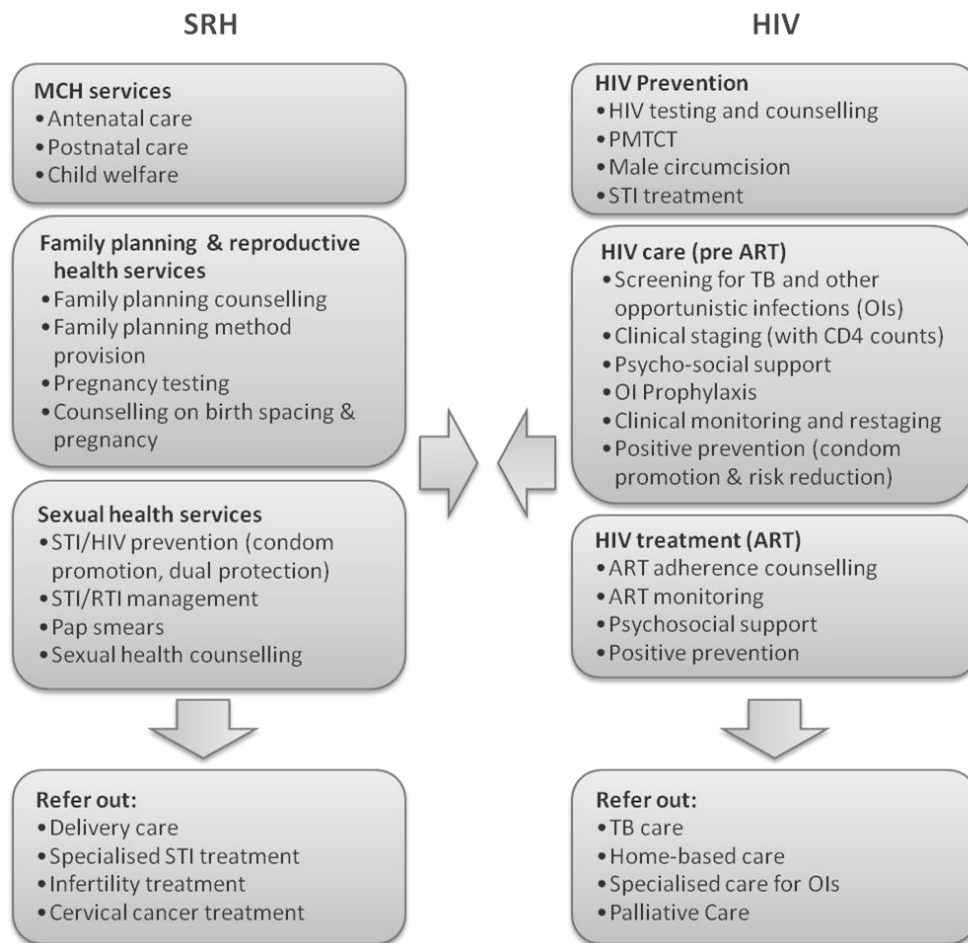 SRH
MCH services
• Antenatal care
• Postnatal care
• Child welfare
Family planning & reproductive
health services
• Family planning counselling
• Family planning method
provision
• Pregnancy testing
• Counselling on birth spacing &
pregnancy
Sexual health services
• STI/HIV prevention (condom
promotion, dual protection)
• STI/RTI management
• Pap smears
• Sexual health counselling
Refer out:
• Delivery care
• Specialised STI treatment
• Infertility treatment
• Cervical cancer treatment
HIV
HIV Prevention
• HIV testing and counselling
• PMTCT
• Male circumcision
• STI treatment
HIV care (pre ART)
• Screening for TB and other
opportunistic infections (OIs)
• Clinical staging (with CD4 counts)
• Psycho-social support
• OI Prophylaxis
• Clinical monitoring and restaging
• Positive prevention (condom
promotion & risk reduction)
HIV treatment (ART)
• ART adherence counselling
• ART monitoring
• Psychosocial support
• Positive prevention
Refer out:
• TB care
• Home-based care
• Specialised care for OIs
• Palliative Care